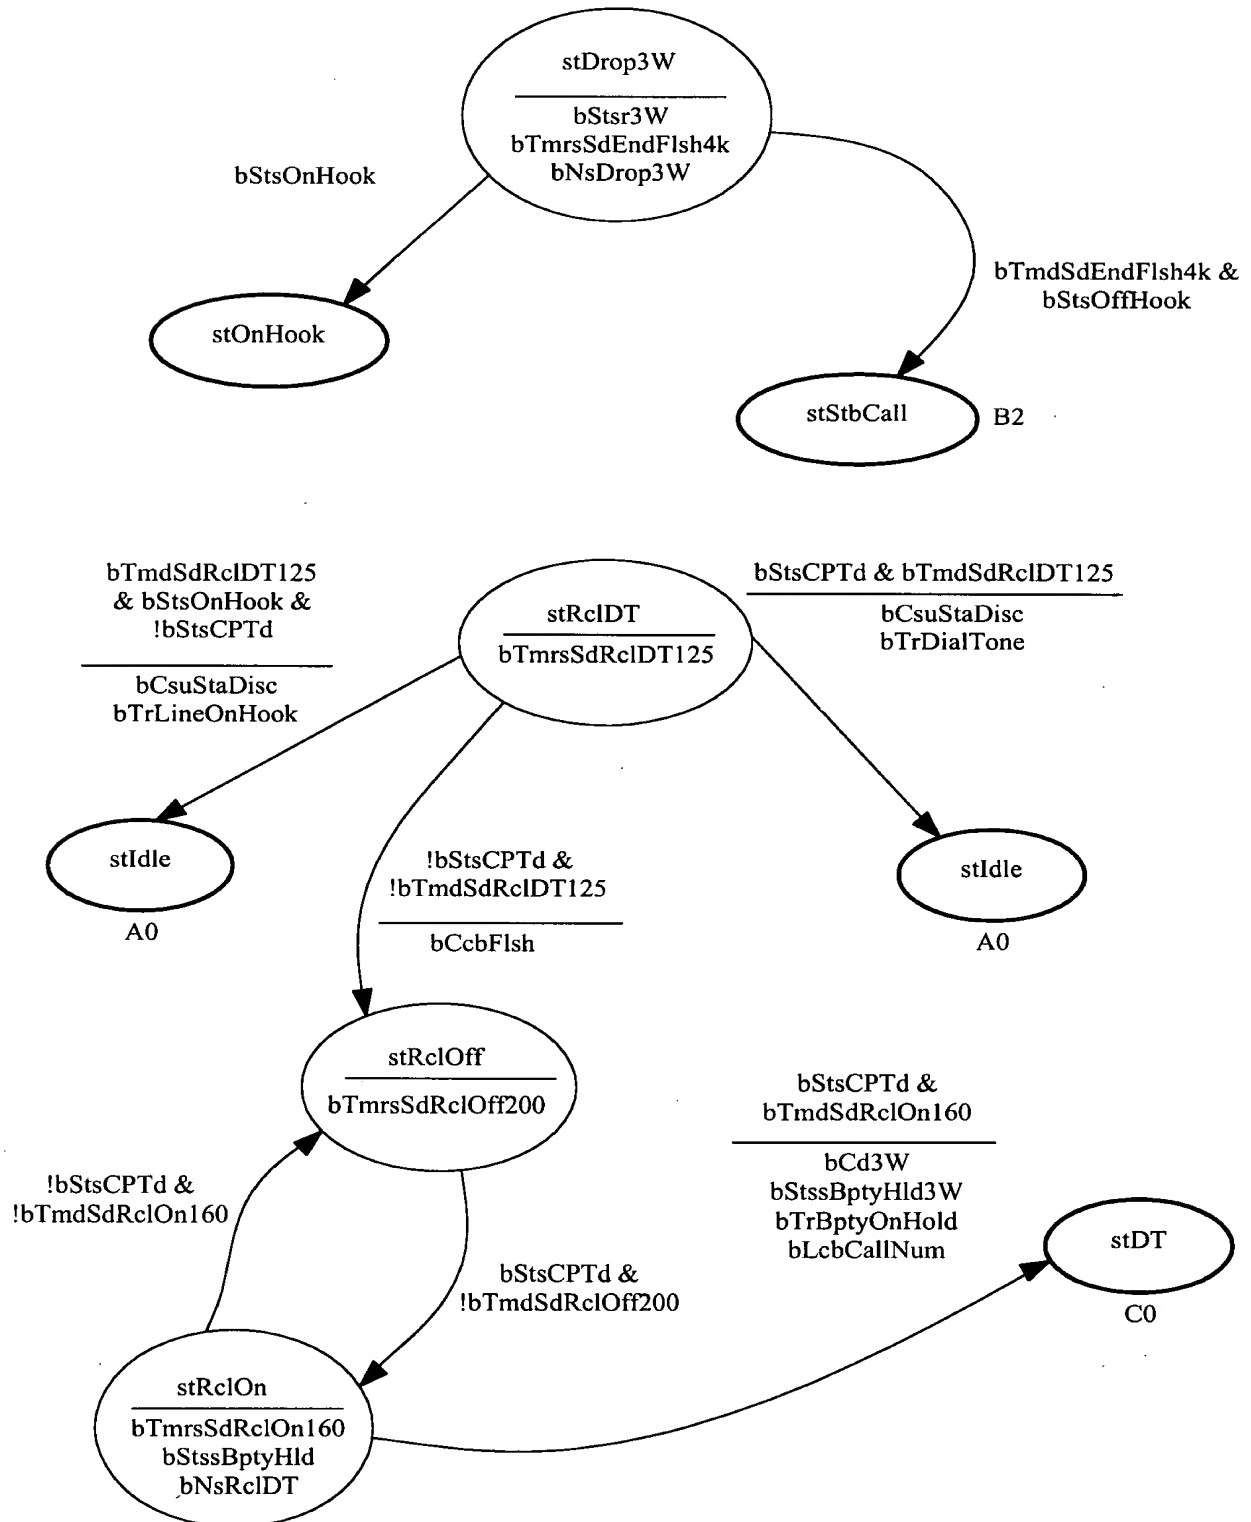 stDrop3W
bStsr3W
bTmrsSdEndFlsh4k
bNsDrop3W
bStsOnHook
bTmdSdEndFlsh4k &
bStsOffHook
stOnHook
stStbCall
B2
bTmdSdRclDT125
& bStsOnHook &
!bStsCPTd
bCsuStaDisc
bTrLineOnHook
stRclDT
bTmrsSdRclDT125
bStsCPTd & bTmdSdRclDT125
bCsuStaDisc
bTrDialTone
stIdle
A0
!bStsCPTd &
!bTmdSdRclDT125
bCcbFlsh
stIdle
A0
stRclOff
bTmrsSdRclOff200
bStsCPTd &
bTmdSdRclOn160
bCd3W
bStssBptyHld3W
bTrBptyOnHold
bLcbCallNum
!bStsCPTd &
!bTmdSdRclOn160
bStsCPTd &
!bTmdSdRclOff200
stDT
C0
stRclOn
bTmrsSdRclOn160
bStssBptyHld
bNsRclDT